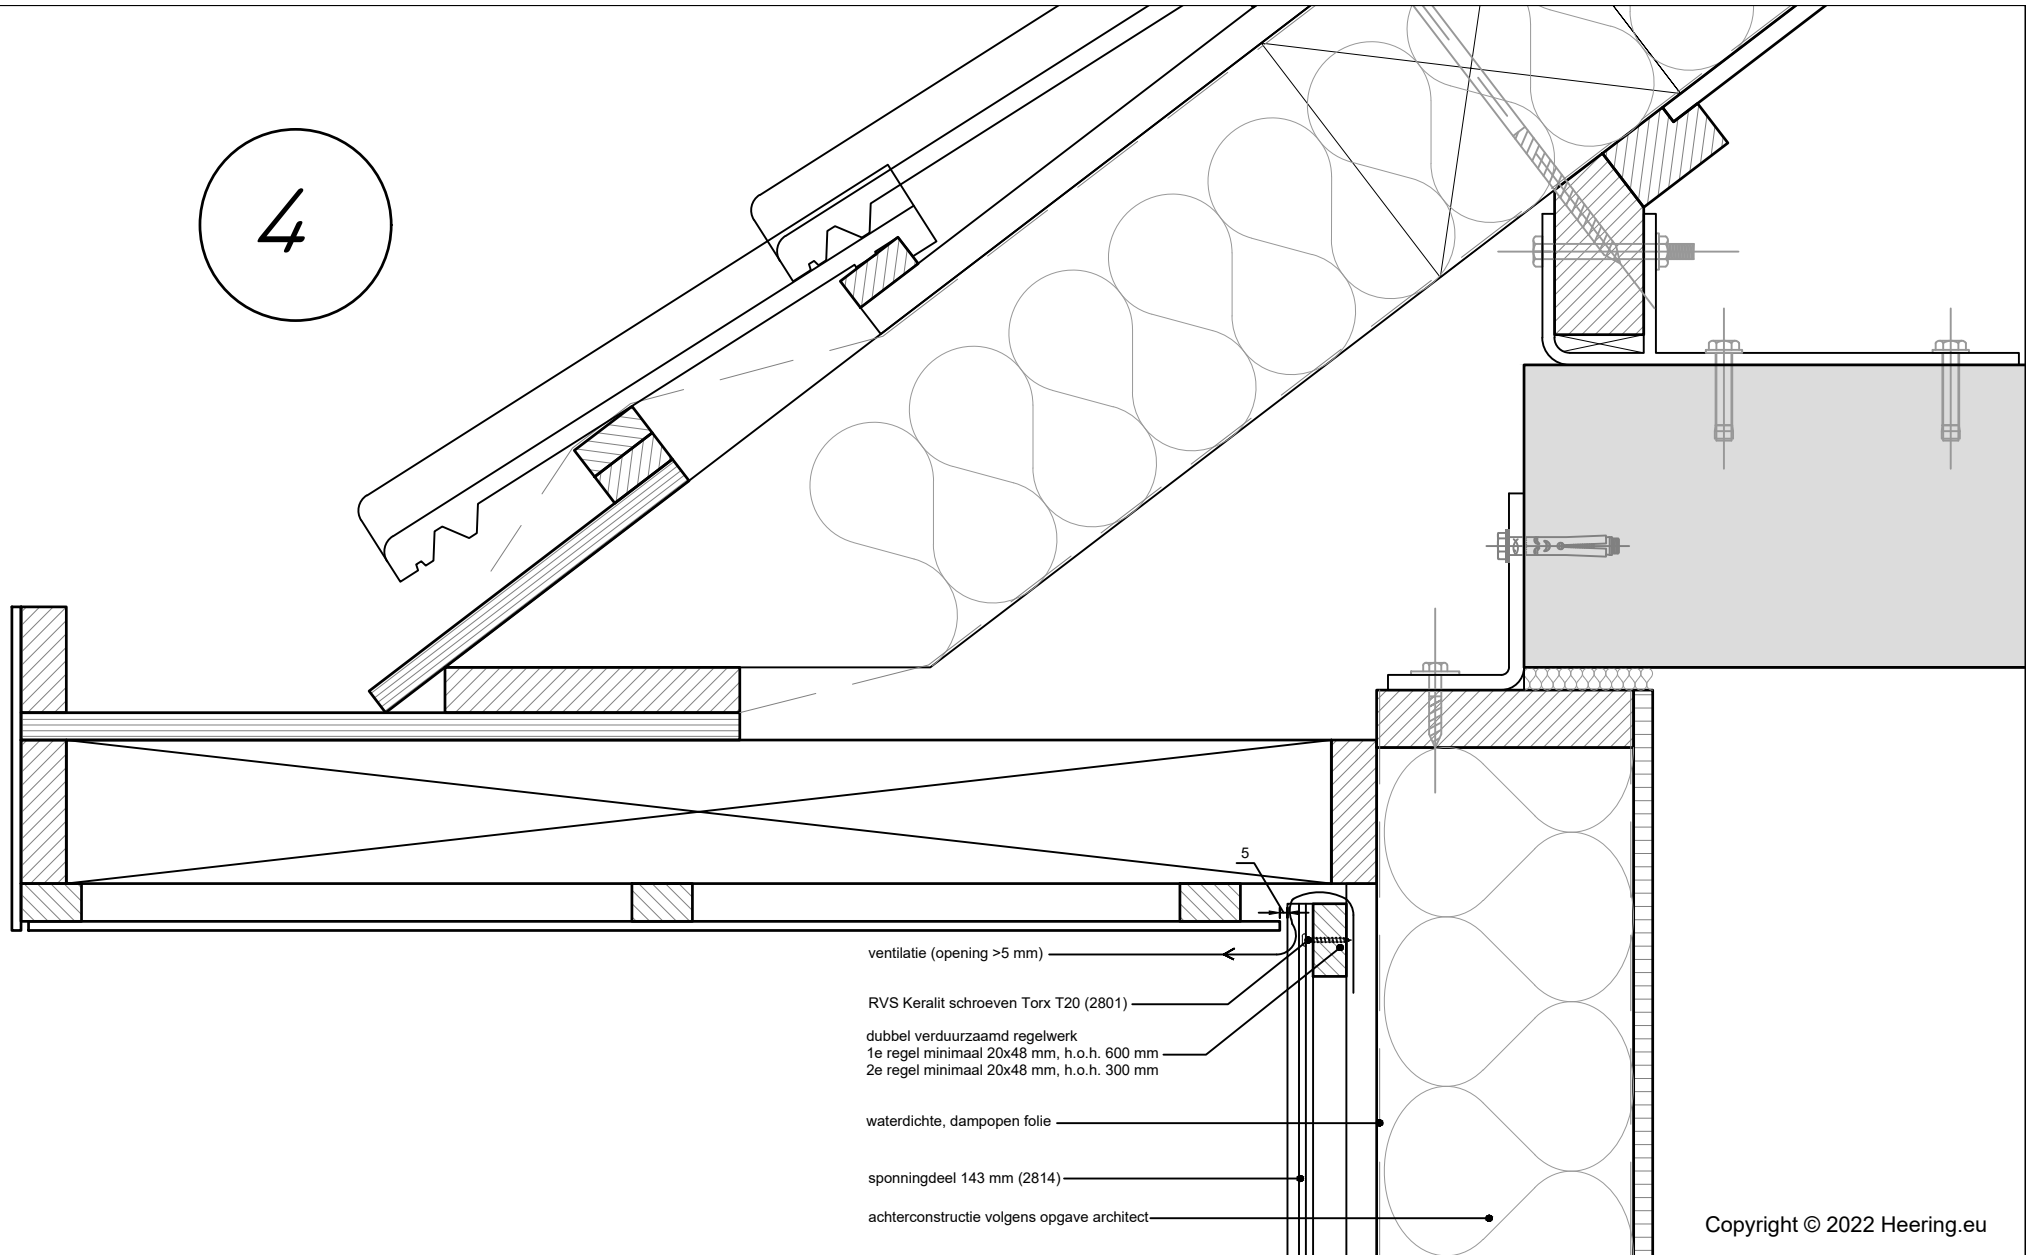 4
5
ventilatie (opening >5 mm)
RVS Keralit schroeven Torx T20 (2801)
dubbel verduurzaamd regelwerk
1e regel minimaal 20x48 mm, h.o.h. 600 mm
2e regel minimaal 20x48 mm, h.o.h. 300 mm
waterdichte, dampopen folie
sponningdeel 143 mm (2814)
achterconstructie volgens opgave architect
Copyright © 2022 Heering.eu